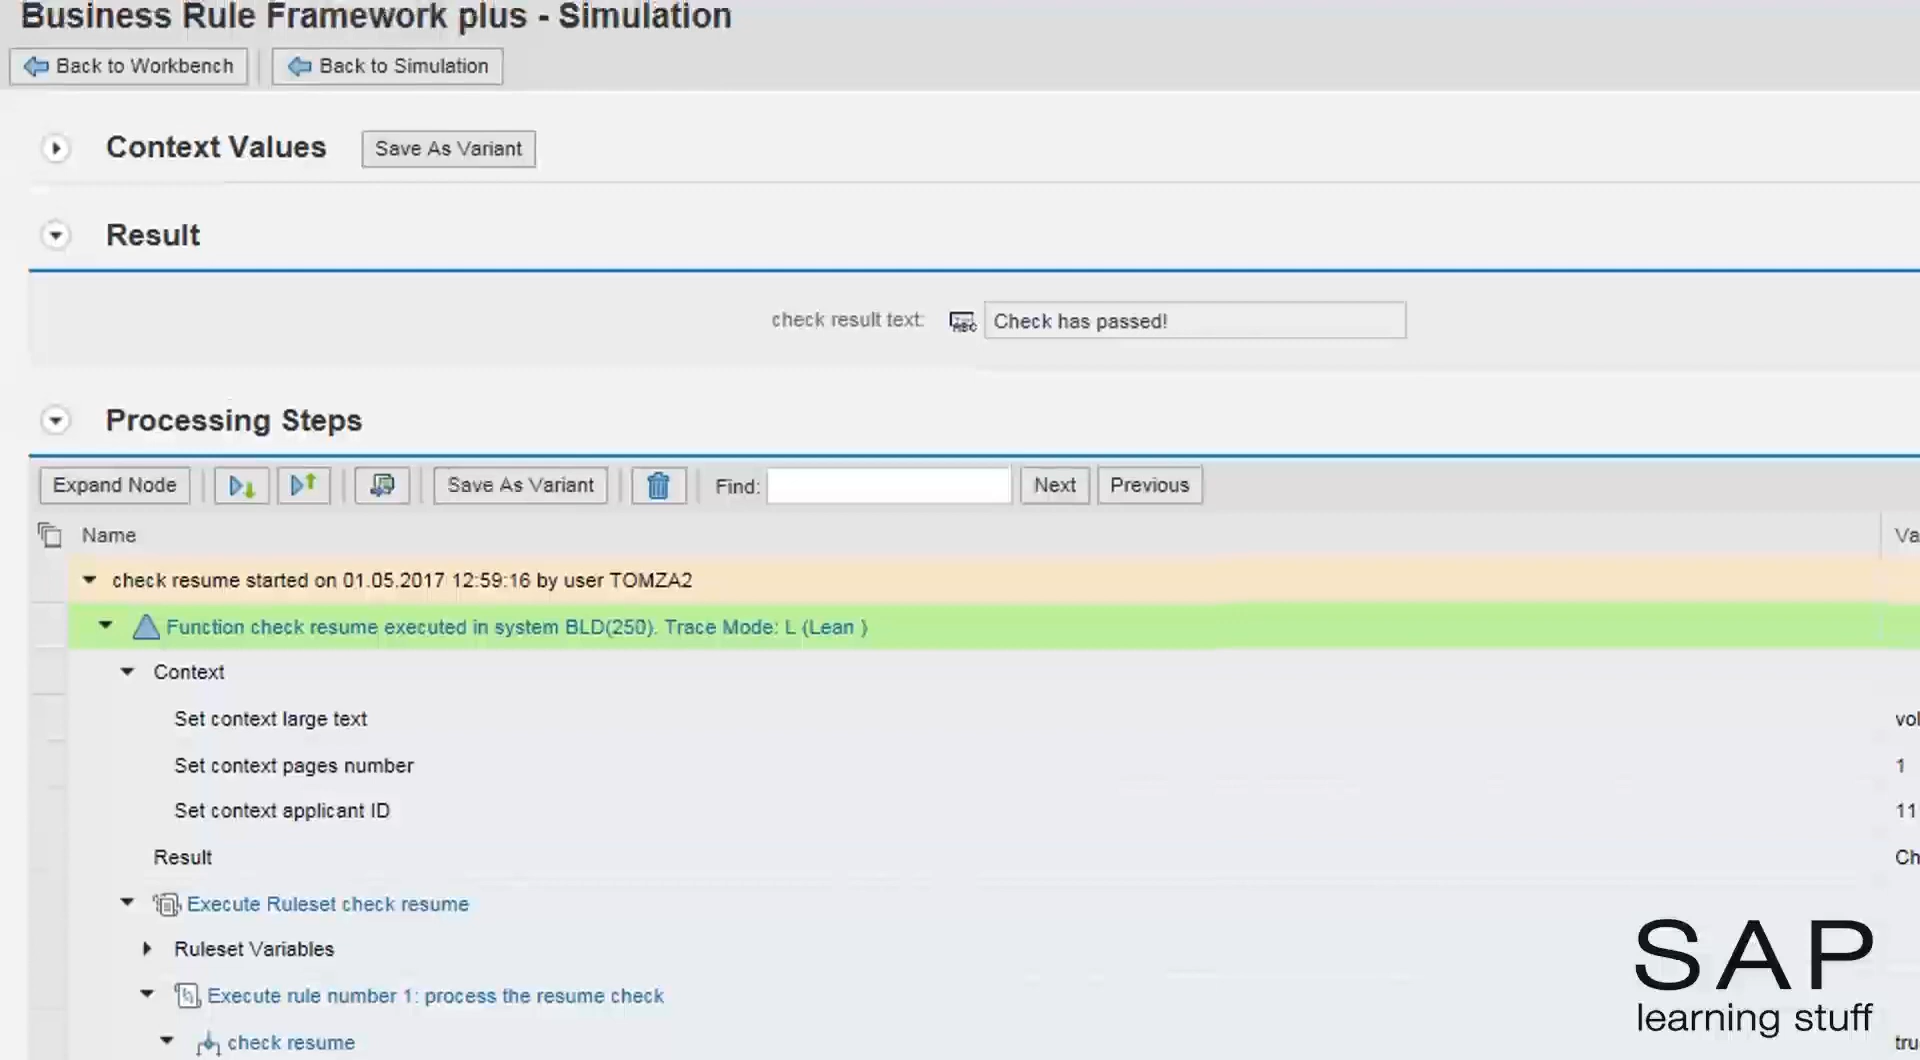 Business Rule Framework plus - Simulation
Back to Workbench Back to Simulation
Context Values Save As Variant
Result
check result text: ABC Check has passed!
Processing Steps
Expand Node Save As Variant Find: Next Previous
Name Va
check resume started on 01.05.2017 12:59:16 by user TOMZA2
Function check resume executed in system BLD(250). Trace Mode: L (Lean )
Context
Set context large text vol
Set context pages number 1
Set context applicant ID 11
Result Ch
Execute Ruleset check resume
Ruleset Variables
Execute rule number 1: process the resume check
check resume tru
SAP
learning stuff